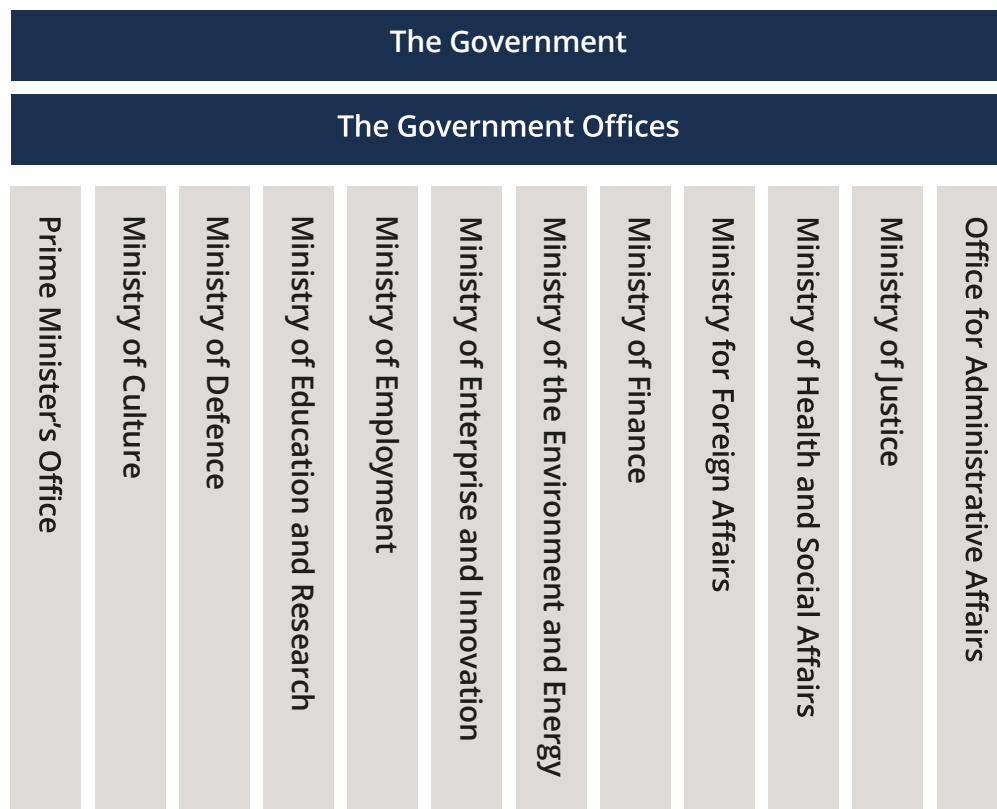 The Government
The Government Offices
Prime Minister’s Office
Ministry of Culture
Ministry of Defence
Ministry of Education and Research
Ministry of Employment
Ministry of Enterprise and Innovation
Ministry of the Environment and Energy
Ministry of Finance
Ministry for Foreign Affairs
Ministry of Health and Social Affairs
Ministry of Justice
Office for Administrative Affairs